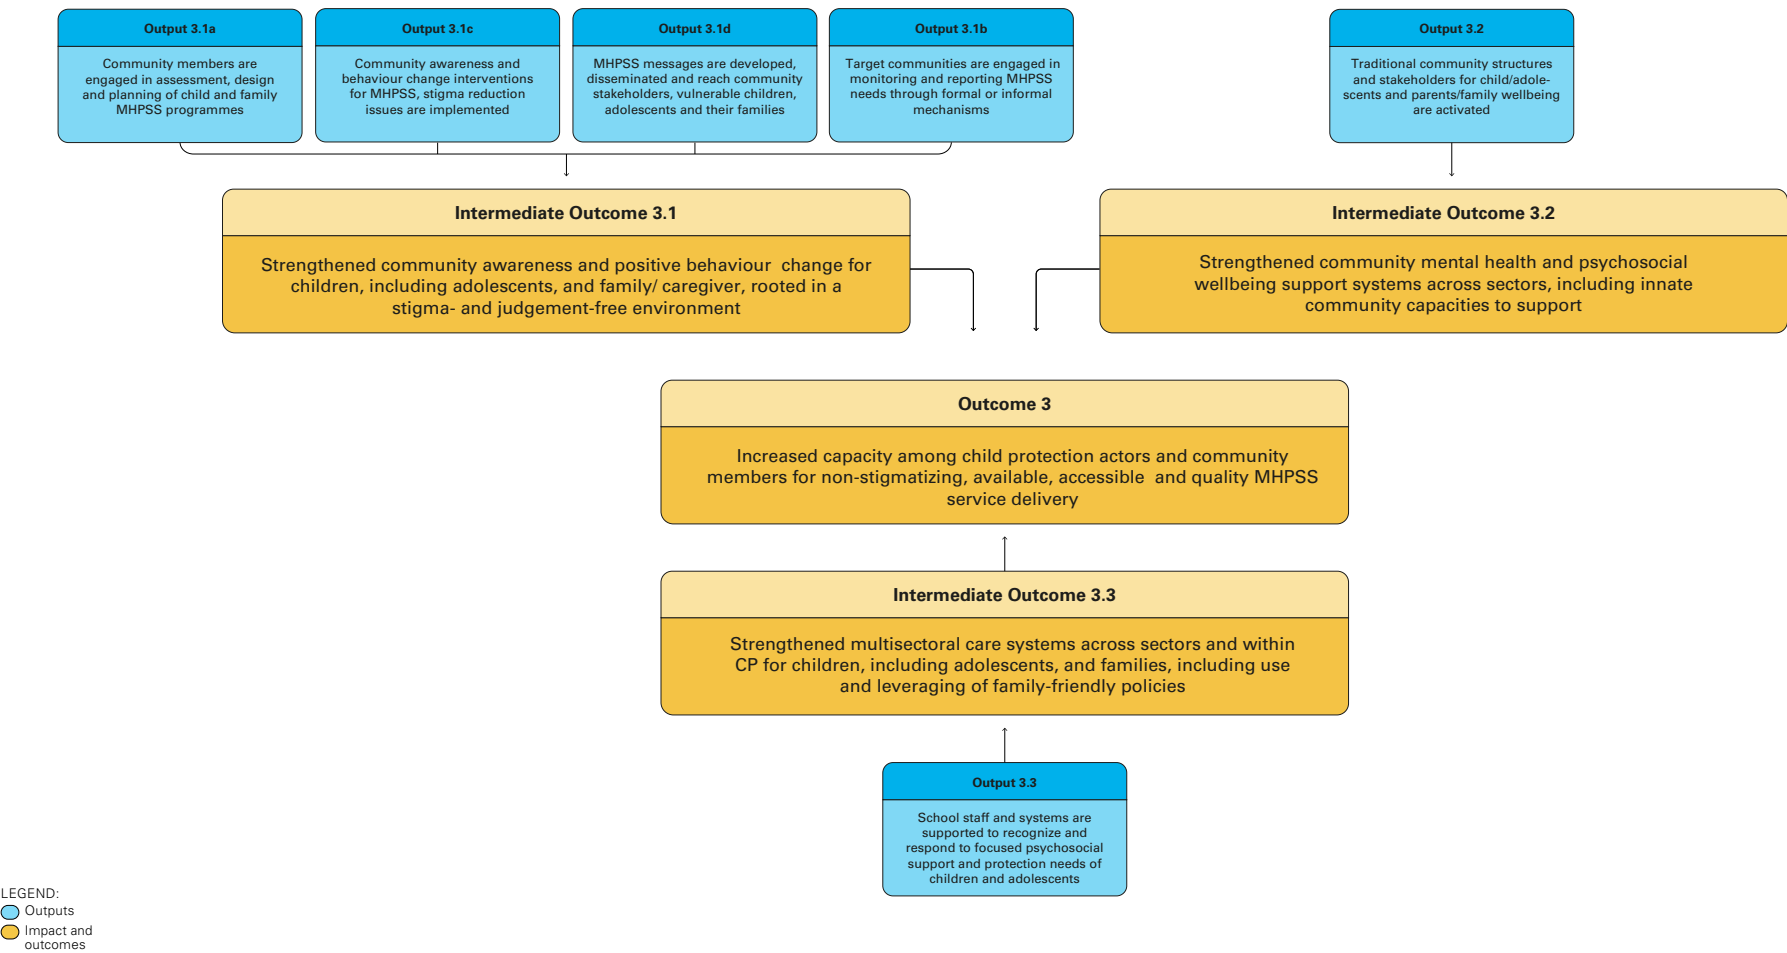 Output 3.1a
Community members are
engaged in assessment, design
and planning of child and family
MHPSS programmes
Output 3.1c
Community awareness and
behaviour change interventions
for MHPSS, stigma reduction
issues are implemented
Output 3.1d
MHPSS messages are developed,
disseminated and reach community
stakeholders, vulnerable children,
adolescents and their families
Output 3.1b
Target communities are engaged in
monitoring and reporting MHPSS
needs through formal or informal
mechanisms
Output 3.2
Traditional community structures
and stakeholders for child/adole-
scents and parents/family wellbeing
are activated
Intermediate Outcome 3.1
Strengthened community awareness and positive behaviour change for
children, including adolescents, and family/ caregiver, rooted in a
stigma- and judgement-free environment
Intermediate Outcome 3.2
Strengthened community mental health and psychosocial
wellbeing support systems across sectors, including innate
community capacities to support
Outcome 3
Increased capacity among child protection actors and community
members for non-stigmatizing, available, accessible and quality MHPSS
service delivery
Intermediate Outcome 3.3
Strengthened multisectoral care systems across sectors and within
CP for children, including adolescents, and families, including use
and leveraging of family-friendly policies
Output 3.3
School staff and systems are
supported to recognize and
respond to focused psychosocial
support and protection needs of
children and adolescents
LEGEND:
Outputs
Impact and
outcomes